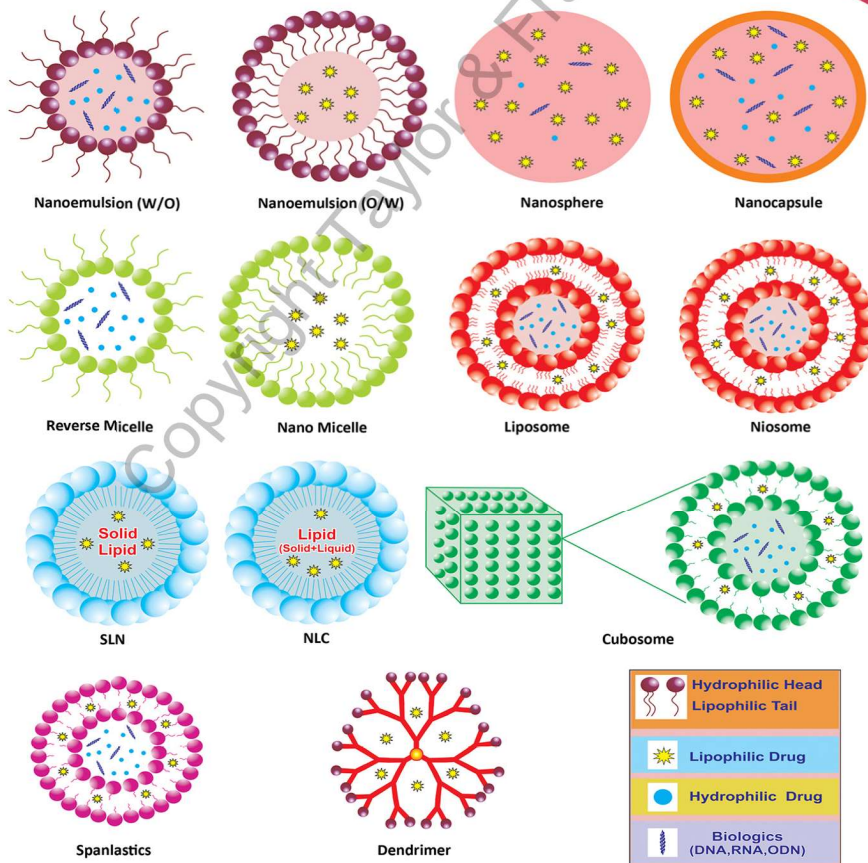 Nanoemulsion (W/O)
Nanoemulsion (O/W)
Nanosphere
Nanocapsule
Reverse Micelle
Nano Micelle
Liposome
Niosome
Solid
Lipid
Lipid
(Solid+Liquid)
SLN
NLC
Cubosome
Spanlastics
Dendrimer
Hydrophilic Head
Lipophilic Tail
Lipophilic Drug
Hydrophilic Drug
Biologics
(DNA,RNA,ODN)
Copyright Taylor &